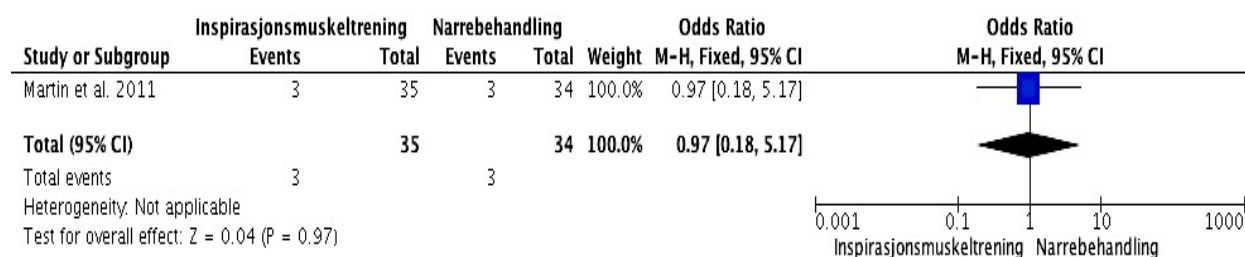 Inspirasjonsmuskeltrening Narrebehandling Odds Ratio Odds Ratio
Study or Subgroup Events Total Events Total Weight M-H, Fixed, 95% CI M-H, Fixed, 95% CI
Martin et al. 2011 3 35 3 34 100.0% 0.97 [0.18, 5.17]
Total (95% CI) 35 34 100.0% 0.97 [0.18, 5.17]
Total events 3 3
Heterogeneity: Not applicable
Test for overall effect: Z = 0.04 (P = 0.97)
0.001 0.1 1 10 1000
Inspirasjonsmuskeltrening Narrebehandling